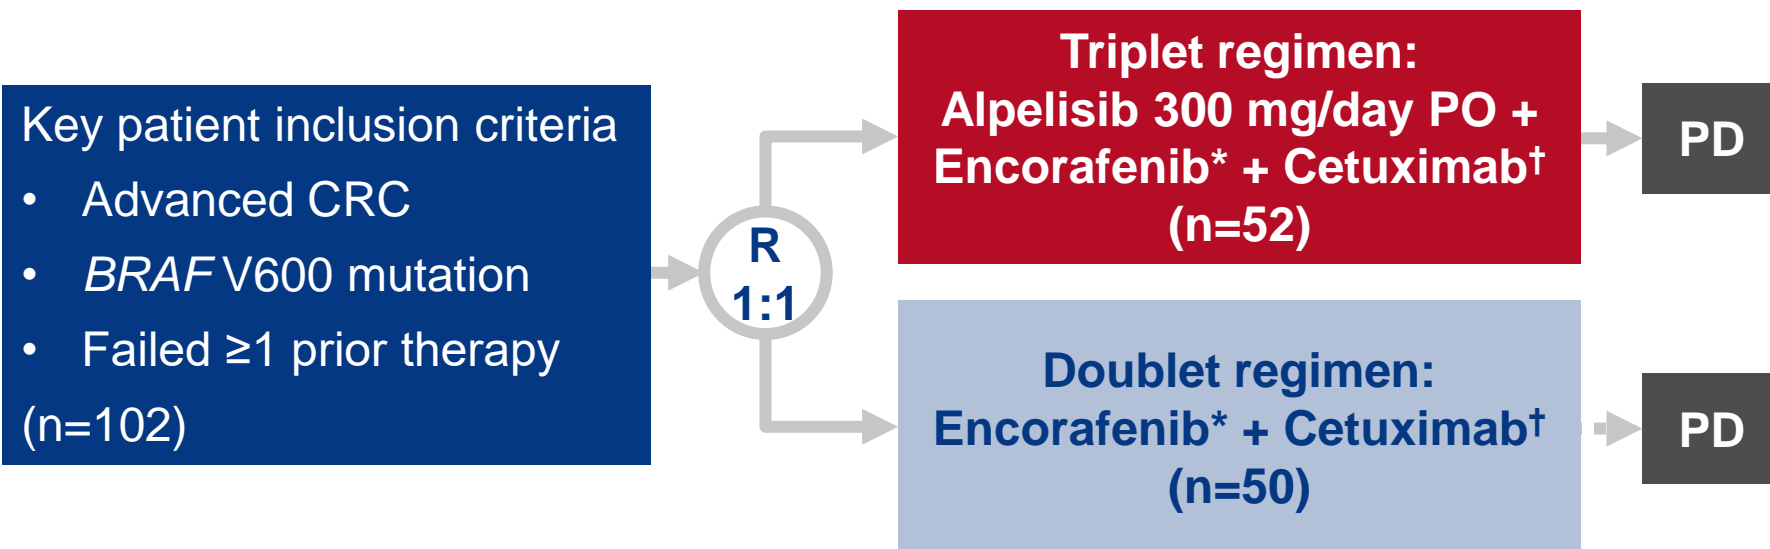 Key patient inclusion criteria
• Advanced CRC
• BRAF V600 mutation
• Failed ≥1 prior therapy
(n=102)
R
1:1
Triplet regimen:
Alpelisib 300 mg/day PO +
Encorafenib* + Cetuximab†
(n=52)
PD
Doublet regimen:
Encorafenib* + Cetuximab†
(n=50)
PD